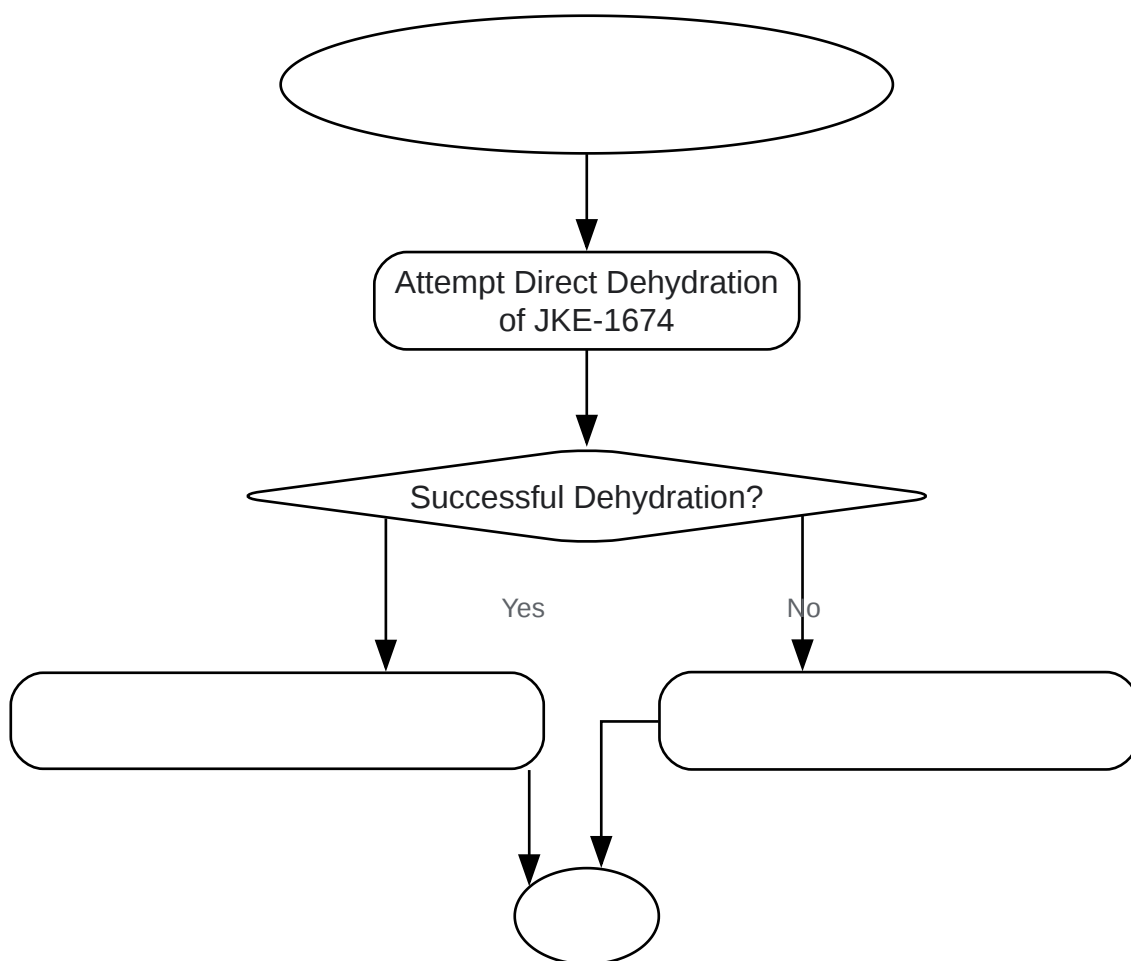 Attempt Direct Dehydration
of JKE-1674
Successful Dehydration?
Yes
No